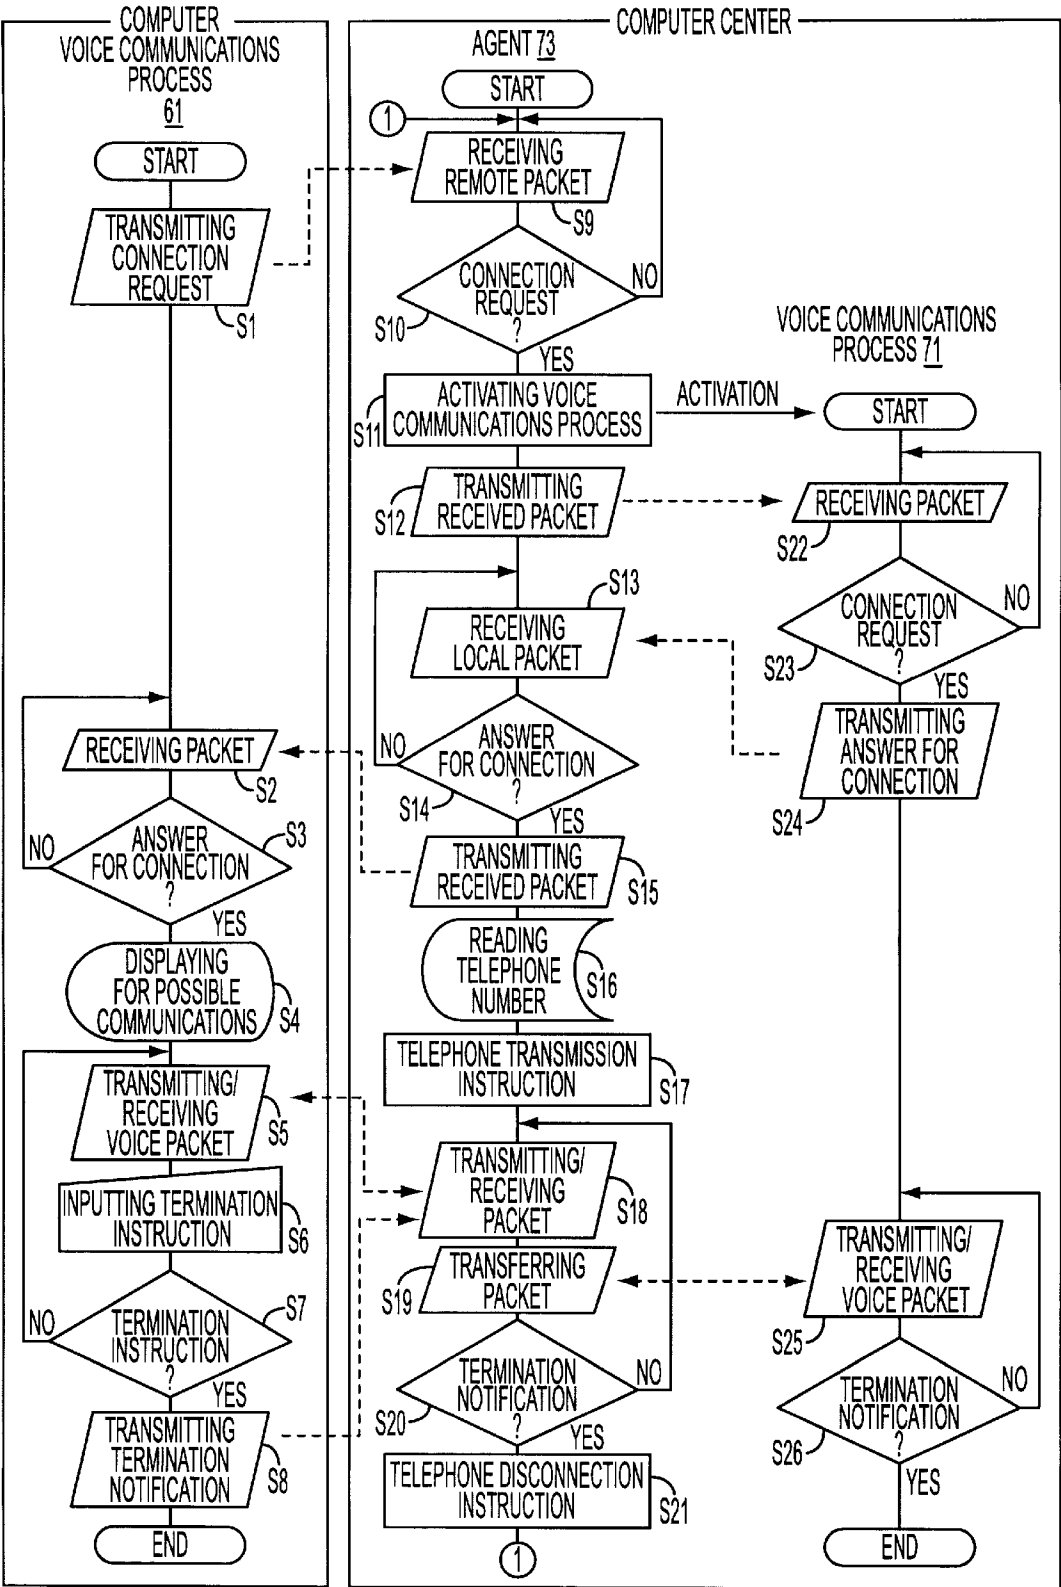 COMPUTER
VOICE COMMUNICATIONS
PROCESS
61
START
TRANSMITTING
CONNECTION
REQUEST
S1
RECEIVING PACKET
S2
ANSWER
FOR CONNECTION
?
S3
NO
YES
DISPLAYING
FOR POSSIBLE
COMMUNICATIONS
S4
TRANSMITTING/
RECEIVING
VOICE PACKET
S5
INPUTTING TERMINATION
INSTRUCTION
S6
S7
NO
TERMINATION
INSTRUCTION
?
YES
TRANSMITTING
TERMINATION
NOTIFICATION
S8
END
COMPUTER CENTER
AGENT 73
START
1
RECEIVING
REMOTE PACKET
S9
CONNECTION
REQUEST
?
NO
S10
YES
ACTIVATING VOICE
COMMUNICATIONS PROCESS
S11
ACTIVATION
TRANSMITTING
RECEIVED PACKET
S12
S13
RECEIVING
LOCAL PACKET
NO
ANSWER
FOR CONNECTION
?
S14
YES
TRANSMITTING
RECEIVED PACKET
S15
READING
TELEPHONE
NUMBER
S16
TELEPHONE TRANSMISSION
INSTRUCTION
S17
TRANSMITTING/
RECEIVING
PACKET
S18
TRANSFERRING
PACKET
S19
TERMINATION
NOTIFICATION
?
NO
S20
YES
TELEPHONE DISCONNECTION
INSTRUCTION
S21
1
VOICE COMMUNICATIONS
PROCESS 71
START
RECEIVING PACKET
S22
CONNECTION
REQUEST
?
NO
S23
YES
TRANSMITTING
ANSWER FOR
CONNECTION
S24
TRANSMITTING/
RECEIVING
VOICE PACKET
S25
TERMINATION
NOTIFICATION
?
NO
S26
YES
END